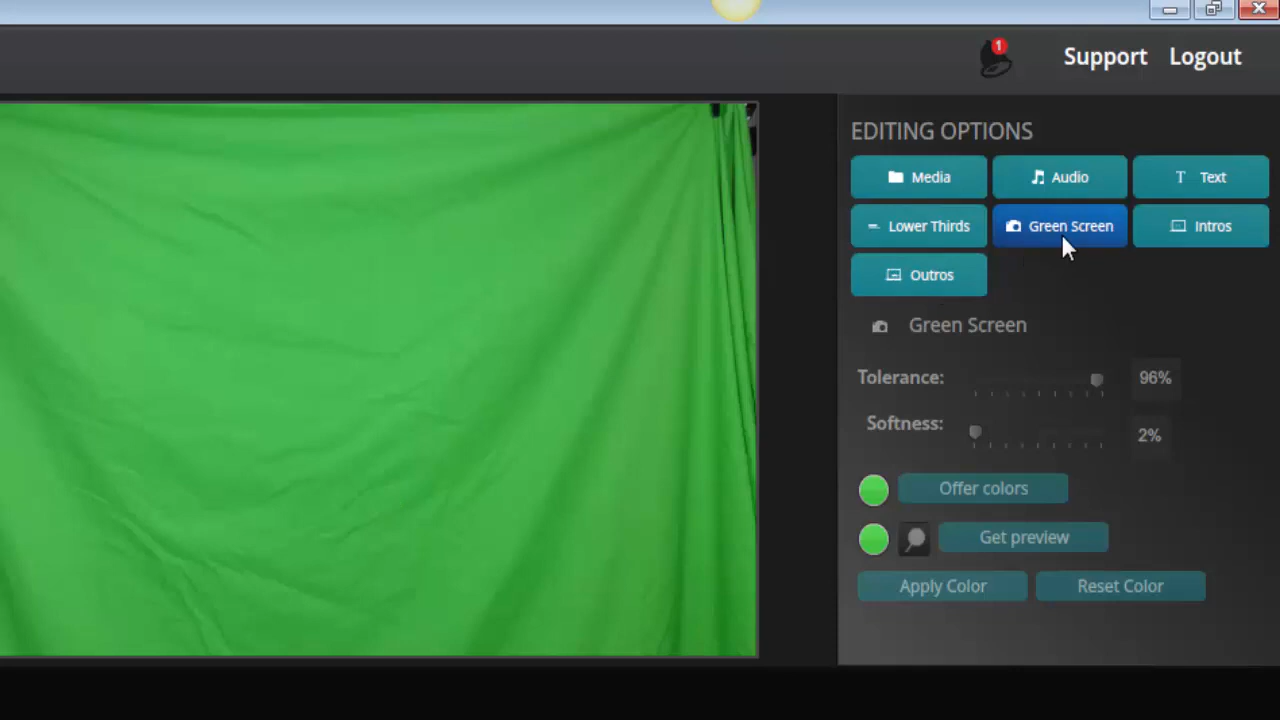 1
Support Logout
EDITING OPTIONS
Media Audio Text
Lower Thirds Green Screen Intros
Outros
Green Screen
Tolerance: 96%
Softness: 2%
Offer colors
Get preview
Apply Color Reset Color